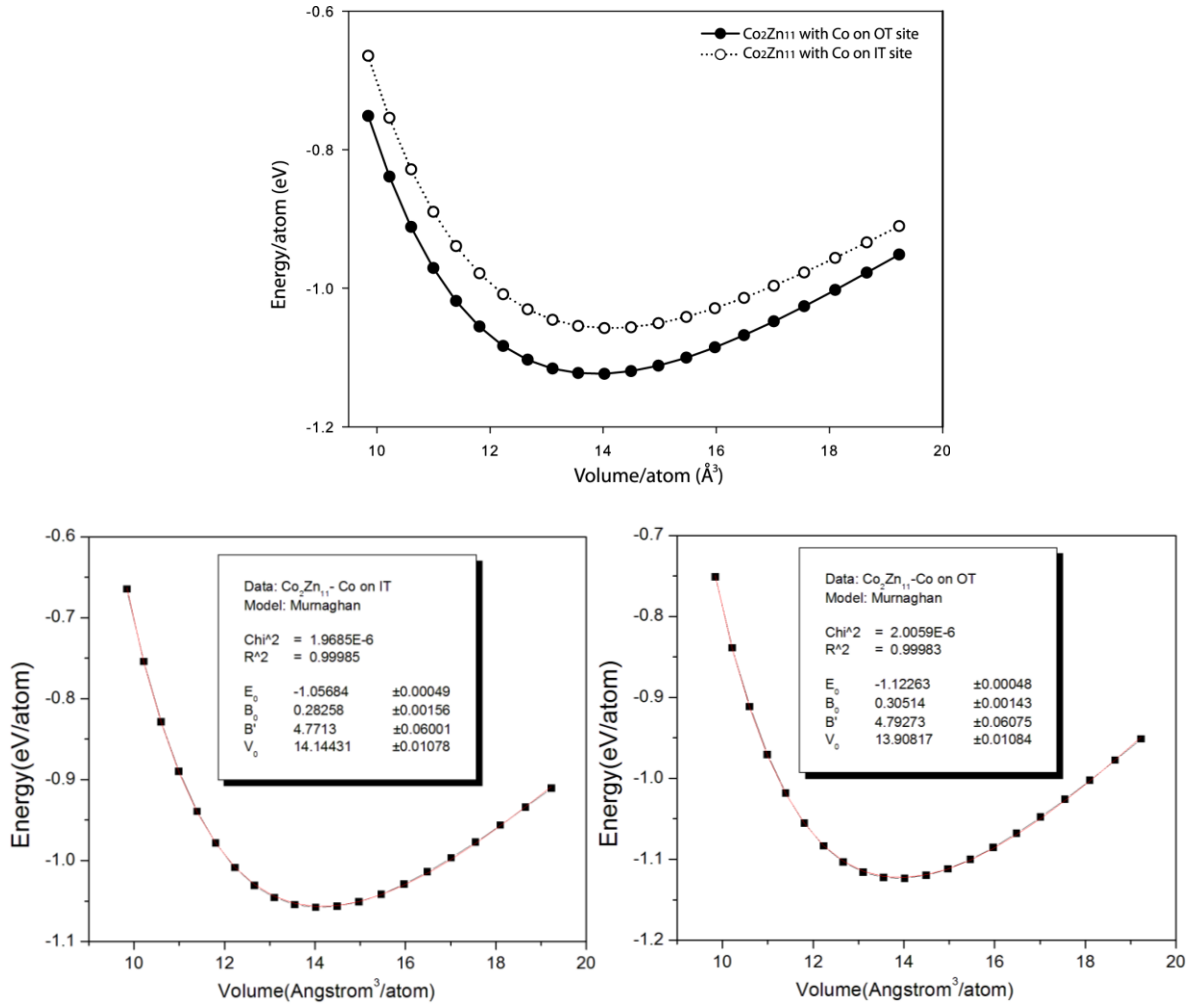 -0.6
-0.8
-1.0
-1.2
Energy/atom (eV)
Co₂Zn₁₁ with Co on OT site
Co₂Zn₁₁ with Co on IT site
10 12 14 16 18 20
Volume/atom (Å³)
-0.6
-0.7
-0.8
-0.9
-1.0
-1.1
Energy(eV/atom)
Data: Co₂Zn₁₁- Co on IT
Model: Murnaghan
Chi^2 = 1.9685E-6
R^2 = 0.99985
E₀ -1.05684 ±0.00049
B₀ 0.28258 ±0.00156
B' 4.7713 ±0.06001
V₀ 14.14431 ±0.01078
10 12 14 16 18 20
Volume(Angstrom³/atom)
-0.7
-0.8
-0.9
-1.0
-1.1
-1.2
Energy(eV/atom)
Data: Co₂Zn₁₁-Co on OT
Model: Murnaghan
Chi^2 = 2.0059E-6
R^2 = 0.99983
E₀ -1.12263 ±0.00048
B₀ 0.30514 ±0.00143
B' 4.79273 ±0.06075
V₀ 13.90817 ±0.01084
10 12 14 16 18 20
Volume(Angstrom³/atom)